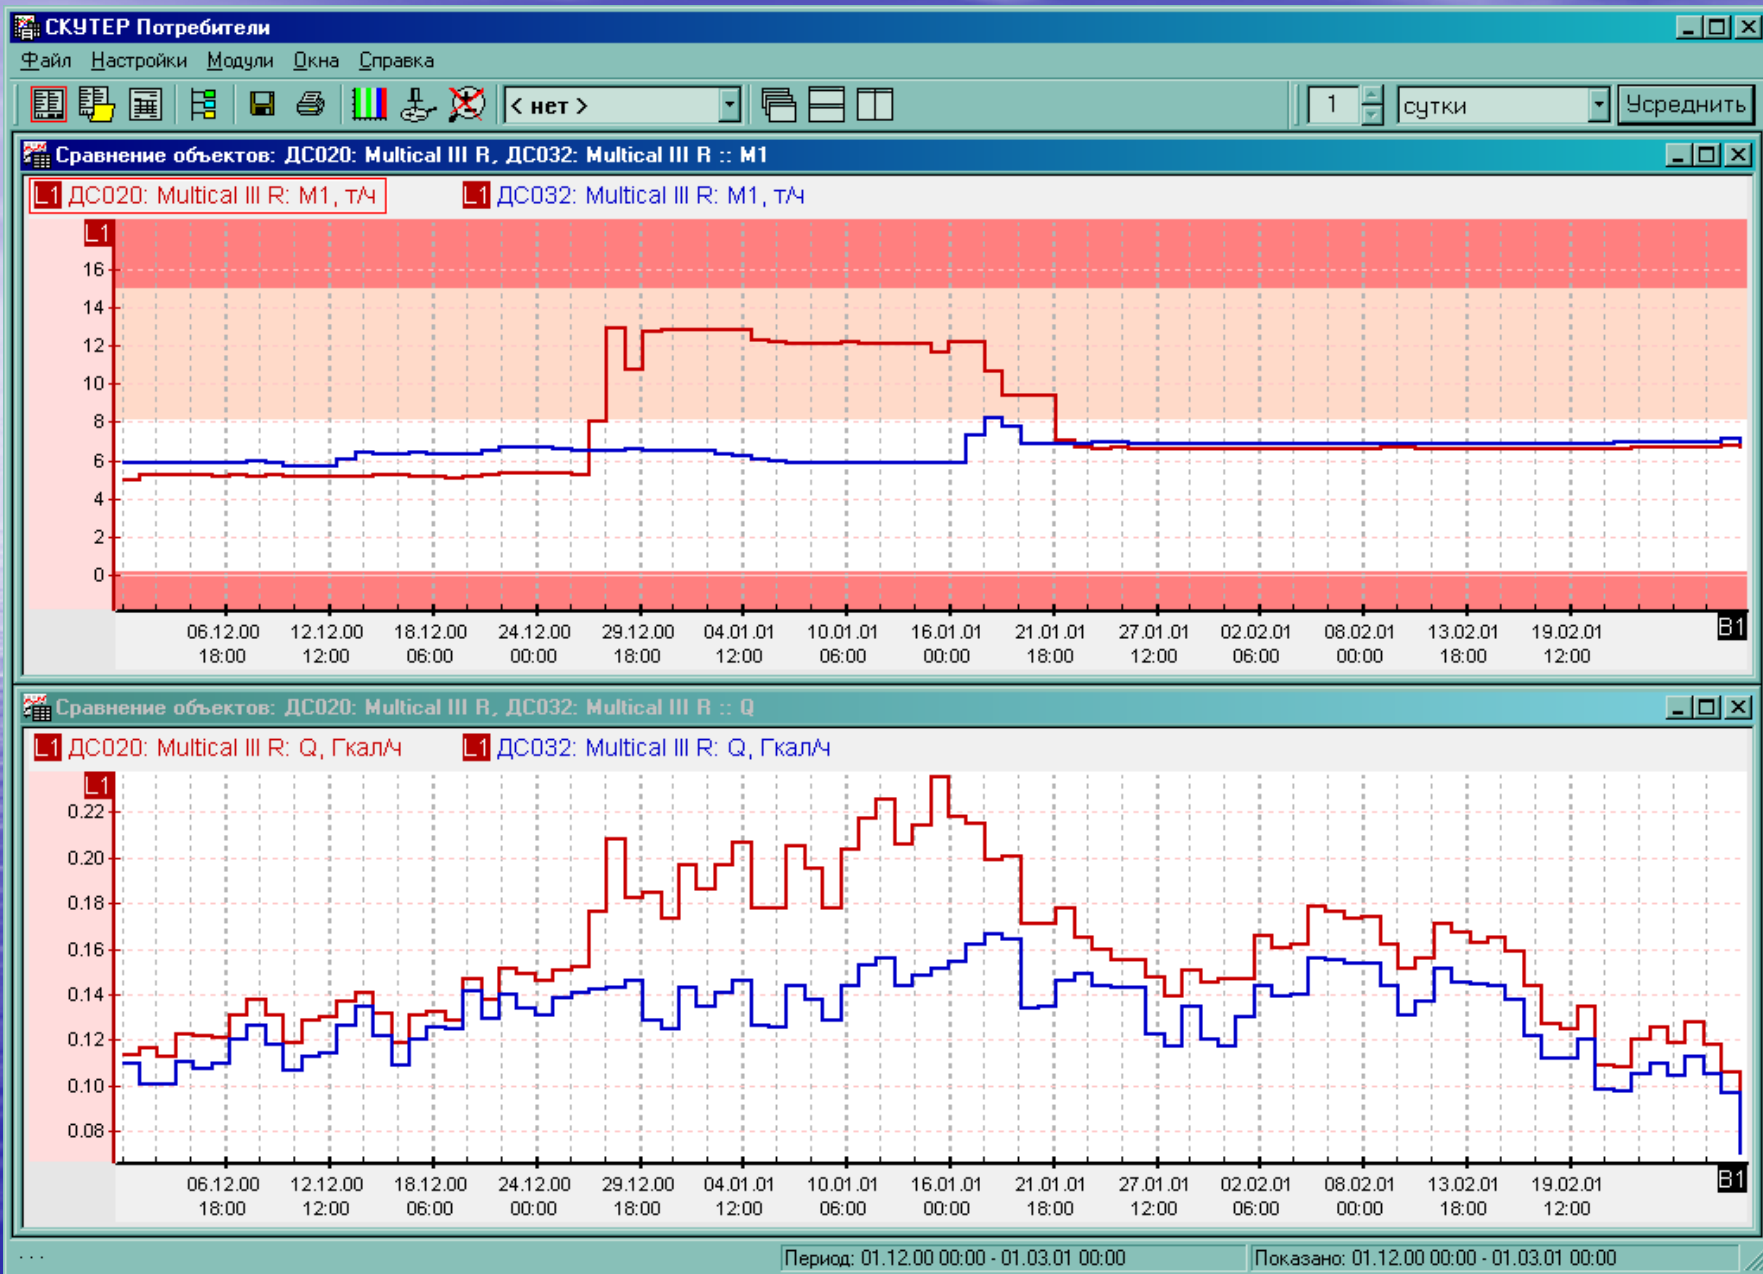 СКУТЕР Потребители
Файл Настройки Модули Окна Справка
< нет > 1 сутки Усреднить
Сравнение объектов: ДС020: Multical III R, ДС032: Multical III R :: M1
L1 ДС020: Multical III R: M1, т/ч L1 ДС032: Multical III R: M1, т/ч
L1
16
14
12
10
8
6
4
2
0
06.12.00 12.12.00 18.12.00 24.12.00 29.12.00 04.01.01 10.01.01 16.01.01 21.01.01 27.01.01 02.02.01 08.02.01 13.02.01 19.02.01 B1
18:00 12:00 06:00 00:00 18:00 12:00 06:00 00:00 18:00 12:00 06:00 00:00 18:00 12:00
Сравнение объектов: ДС020: Multical III R, ДС032: Multical III R :: Q
L1 ДС020: Multical III R: Q, Гкал/ч L1 ДС032: Multical III R: Q, Гкал/ч
L1
0.22
0.20
0.18
0.16
0.14
0.12
0.10
0.08
06.12.00 12.12.00 18.12.00 24.12.00 29.12.00 04.01.01 10.01.01 16.01.01 21.01.01 27.01.01 02.02.01 08.02.01 13.02.01 19.02.01 B1
18:00 12:00 06:00 00:00 18:00 12:00 06:00 00:00 18:00 12:00 06:00 00:00 18:00 12:00
... Период: 01.12.00 00:00 - 01.03.01 00:00 Показано: 01.12.00 00:00 - 01.03.01 00:00